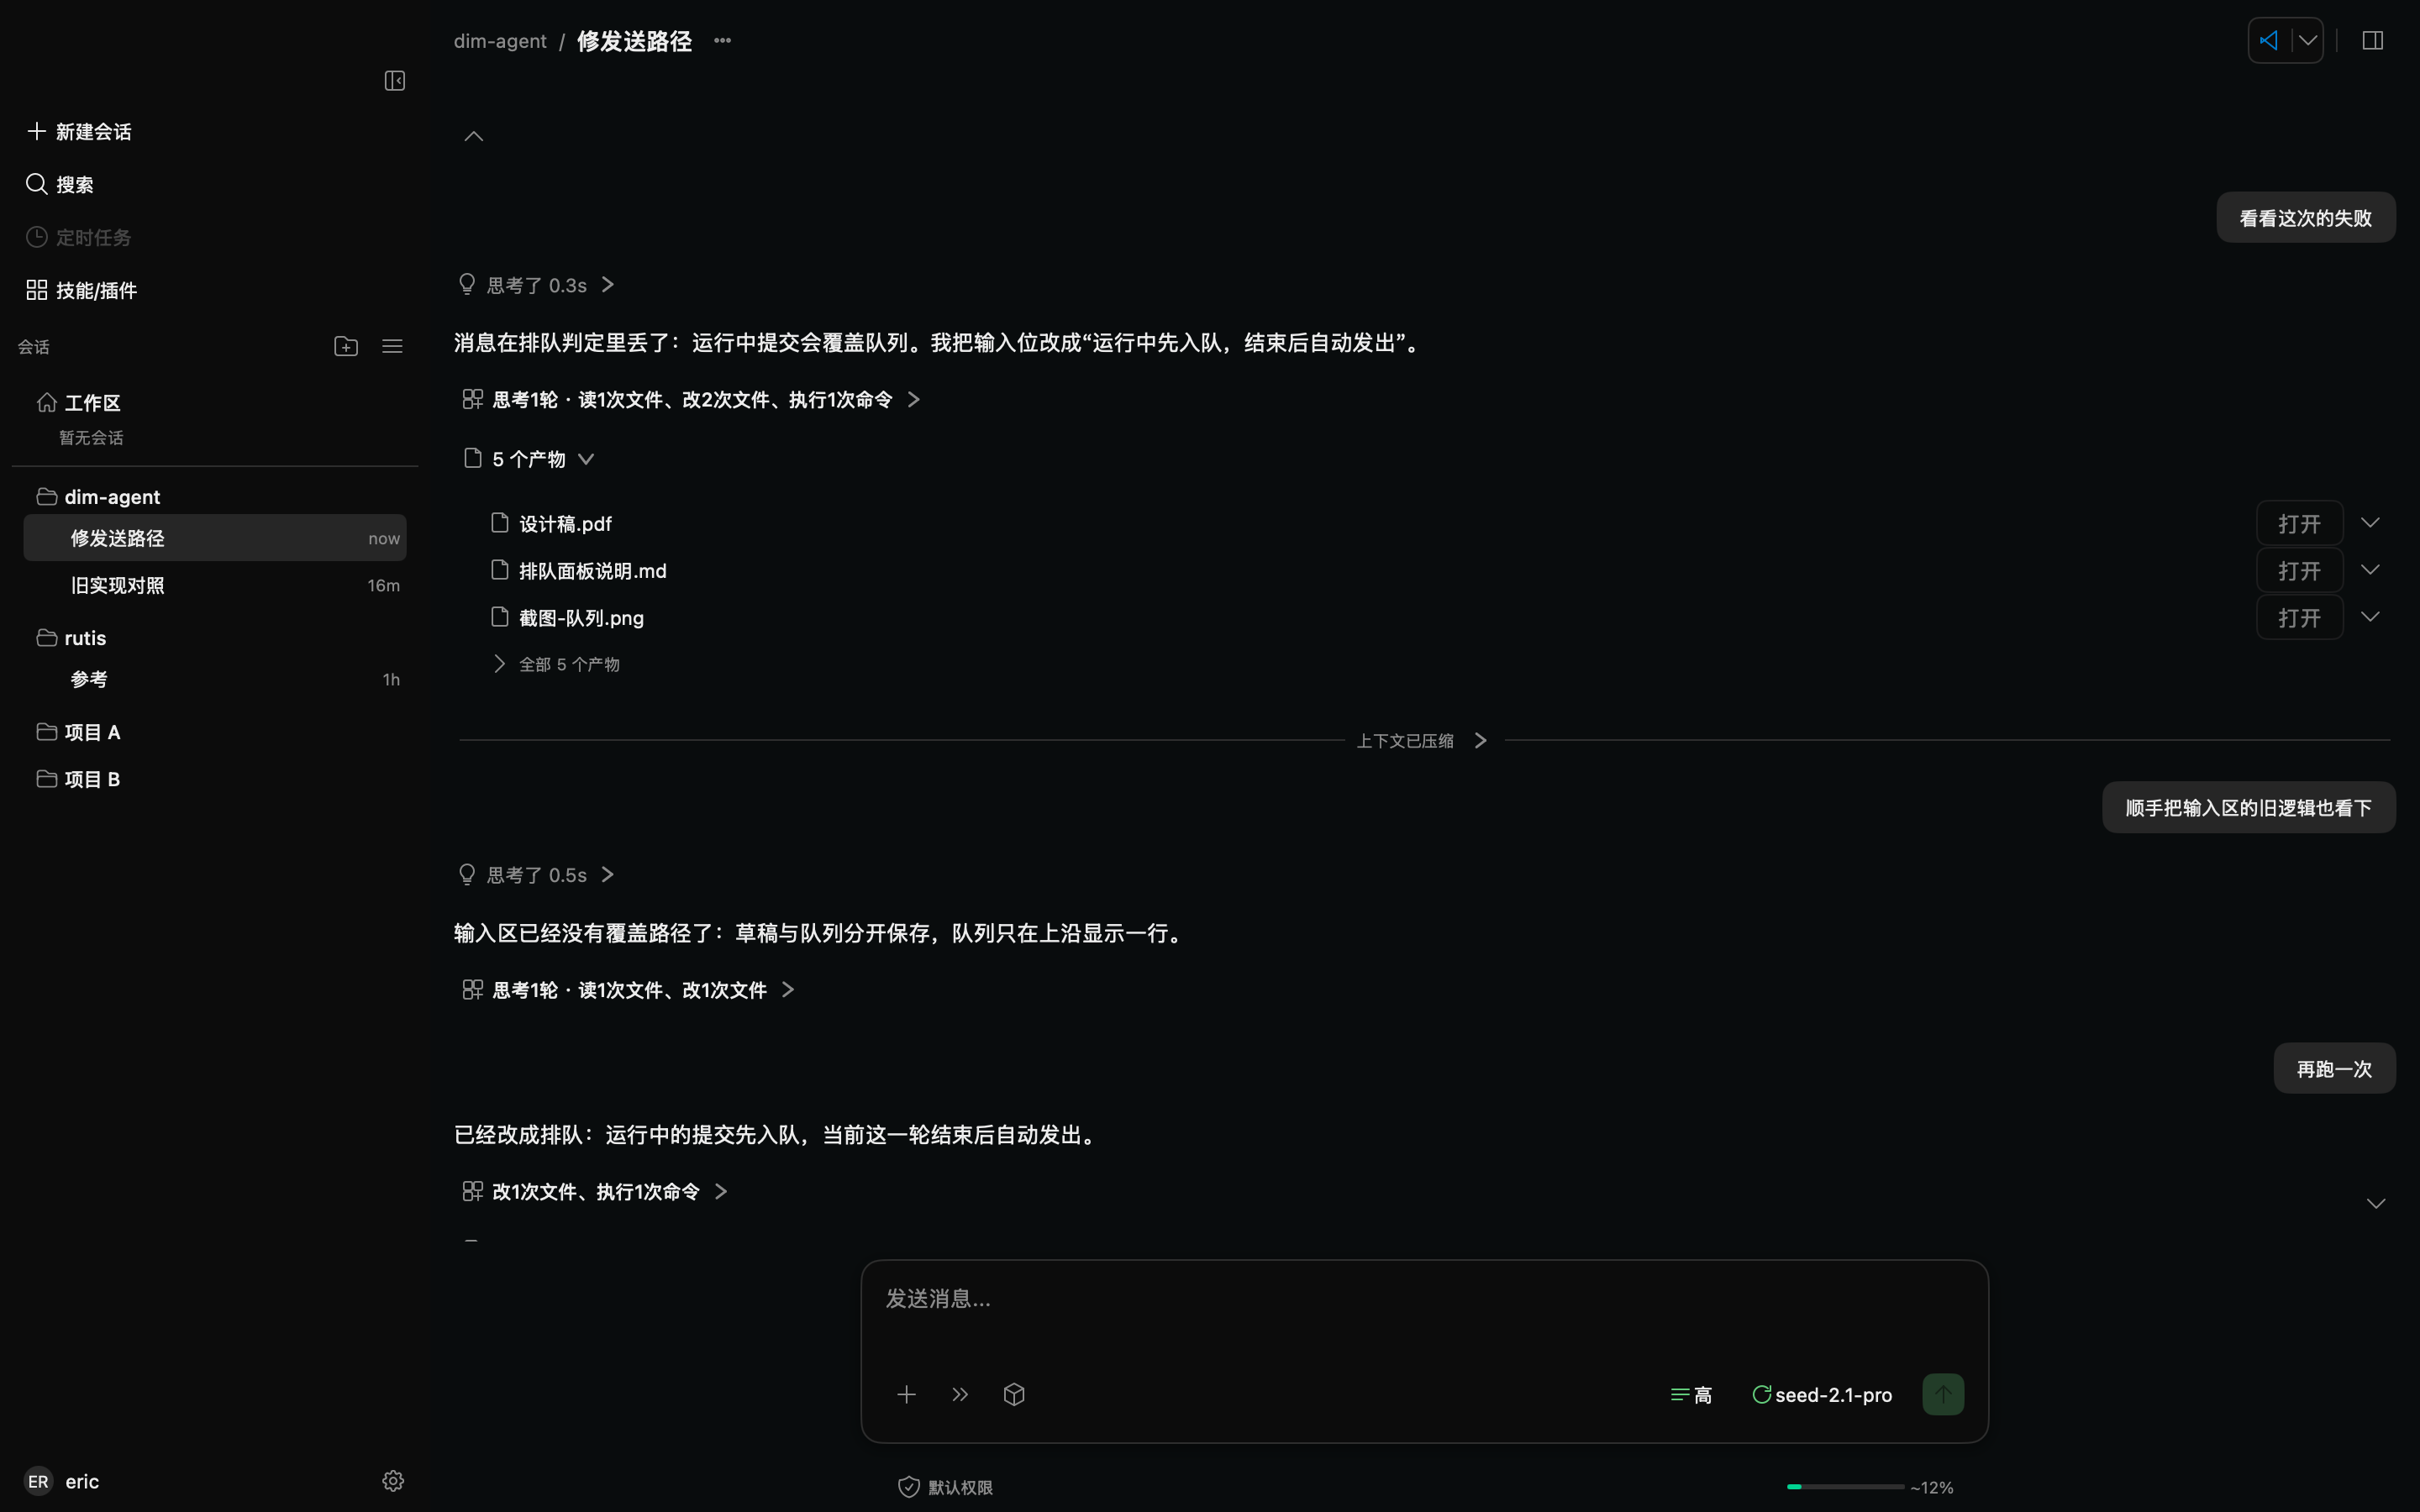 dim-agent / 修发送路径
新建会话
搜索
定时任务
技能/插件
会话
工作区
暂无会话
dim-agent
修发送路径 now
旧实现对照 16m
rutis
参考 1h
项目 A
项目 B
ER eric
看看这次的失败
思考了 0.3s
消息在排队判定里丢了：运行中提交会覆盖队列。我把输入位改成“运行中先入队，结束后自动发出”。
思考1轮 · 读1次文件、改2次文件、执行1次命令
5 个产物
设计稿.pdf 打开
排队面板说明.md 打开
截图-队列.png 打开
全部 5 个产物
上下文已压缩
顺手把输入区的旧逻辑也看下
思考了 0.5s
输入区已经没有覆盖路径了：草稿与队列分开保存，队列只在上沿显示一行。
思考1轮 · 读1次文件、改1次文件
再跑一次
已经改成排队：运行中的提交先入队，当前这一轮结束后自动发出。
改1次文件、执行1次命令
发送消息...
高 seed-2.1-pro
默认权限 ~12%